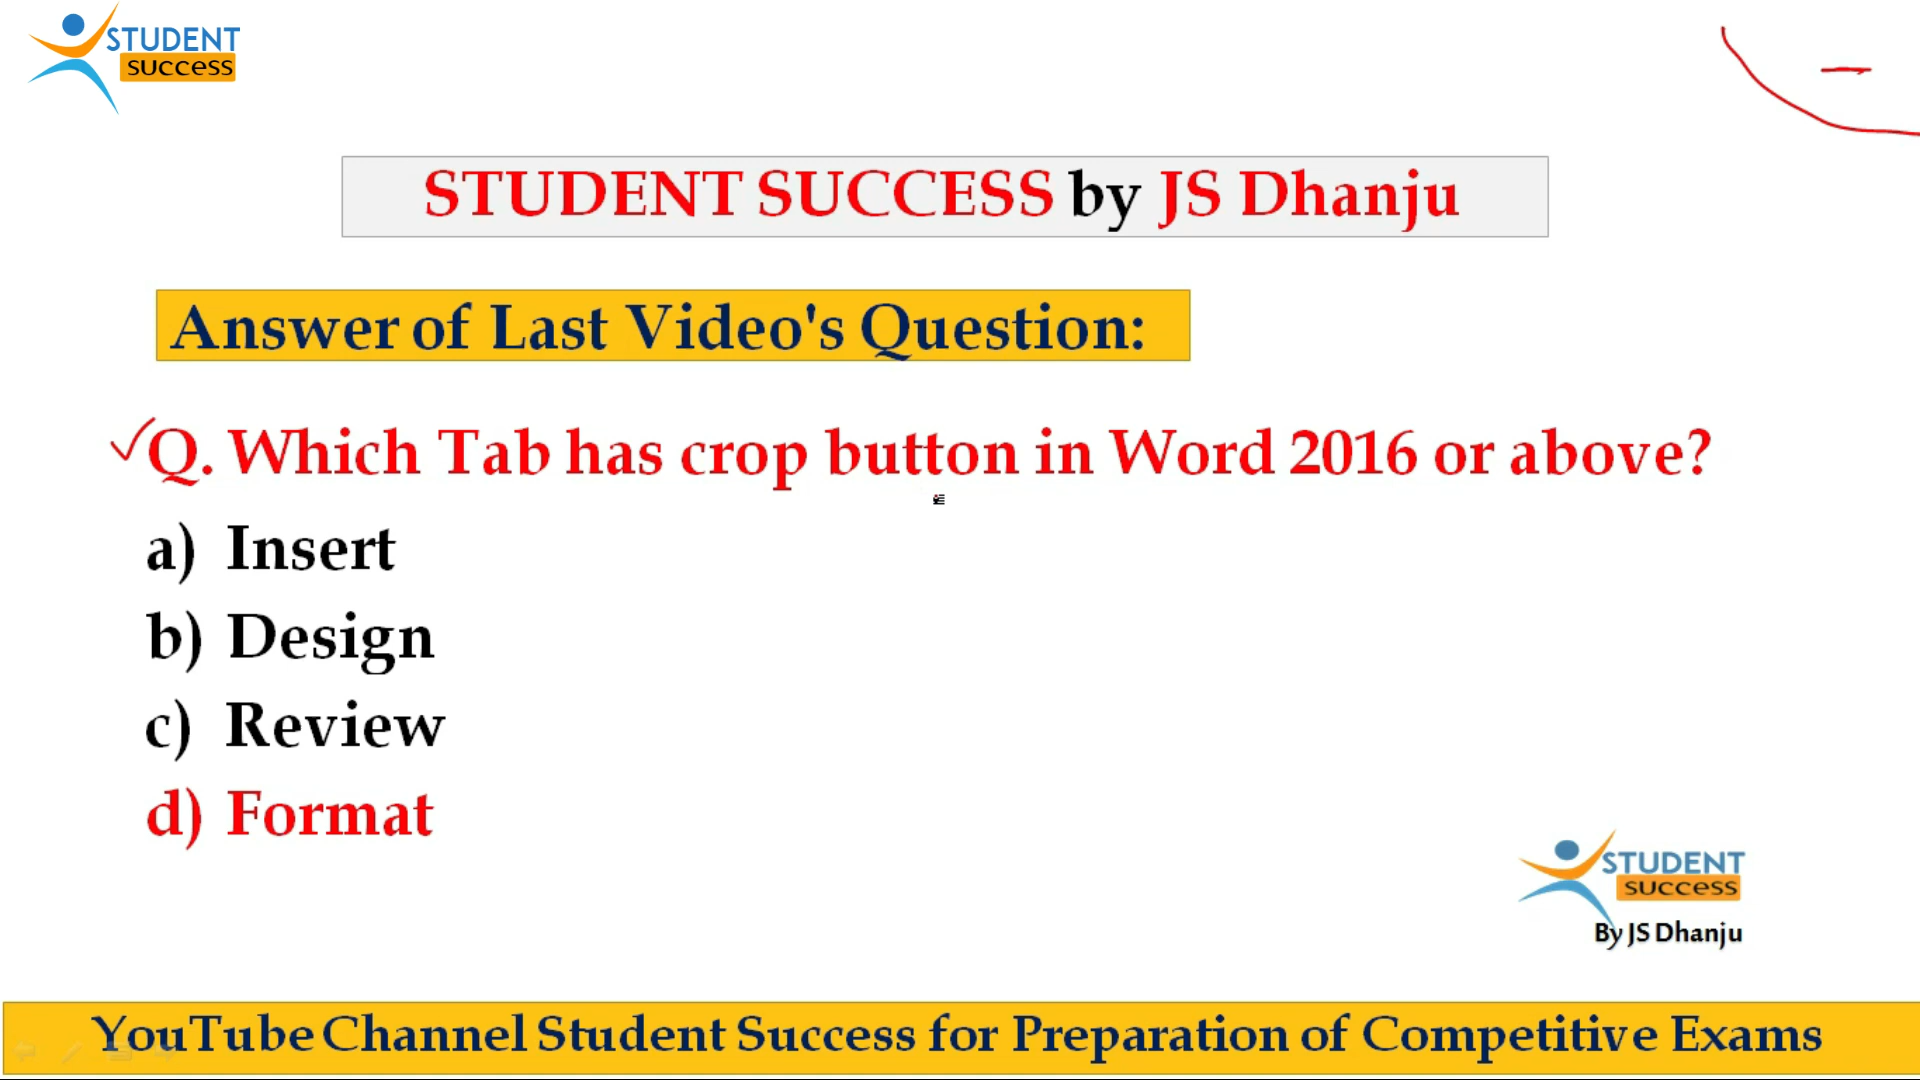 STUDENT
success
STUDENT SUCCESS by JS Dhanju
Answer of Last Video's Question:
Q. Which Tab has crop button in Word 2016 or above?
a) Insert
b) Design
c) Review
d) Format
STUDENT
success
By JS Dhanju
YouTube Channel Student Success for Preparation of Competitive Exams